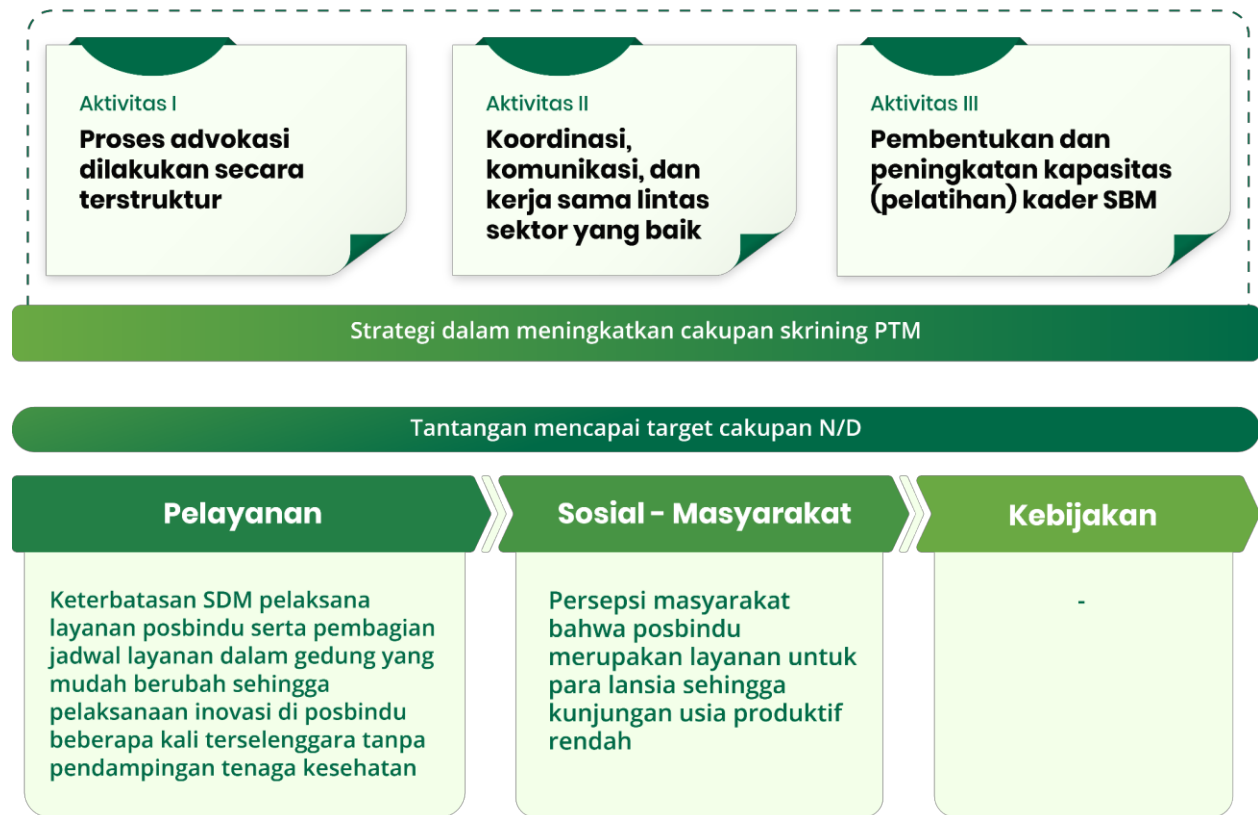 Aktivitas I
Proses advokasi
dilakukan secara
terstruktur
Aktivitas II
Koordinasi,
komunikasi, dan
kerja sama lintas
sektor yang baik
Aktivitas III
Pembentukan dan
peningkatan kapasitas
(pelatihan) kader SBM
Strategi dalam meningkatkan cakupan skrining PTM
Tantangan mencapai target cakupan N/D
Pelayanan
Keterbatasan SDM pelaksana
layanan posbindu serta pembagian
jadwal layanan dalam gedung yang
mudah berubah sehingga
pelaksanaan inovasi di posbindu
beberapa kali terselenggara tanpa
pendampingan tenaga kesehatan
Sosial - Masyarakat
Persepsi masyarakat
bahwa posbindu
merupakan layanan untuk
para lansia sehingga
kunjungan usia produktif
rendah
Kebijakan
-